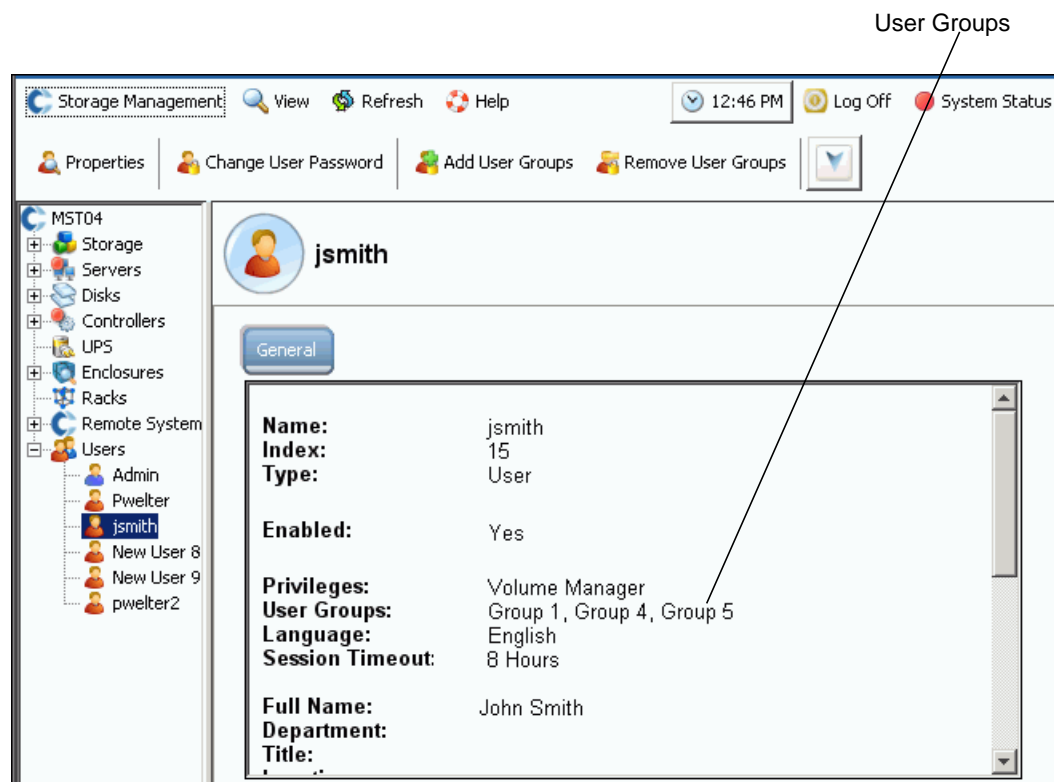 User Groups
Storage Management View Refresh Help 12:46 PM Log Off System Status
Properties Change User Password Add User Groups Remove User Groups
MST04
Storage
Servers
Disks
Controllers
UPS
Enclosures
Racks
Remote System
Users
Admin
Pwelter
jsmith
New User 8
New User 9
pwelter2
jsmith
General
Name: jsmith
Index: 15
Type: User
Enabled: Yes
Privileges: Volume Manager
User Groups: Group 1, Group 4, Group 5
Language: English
Session Timeout: 8 Hours
Full Name: John Smith
Department:
Title: